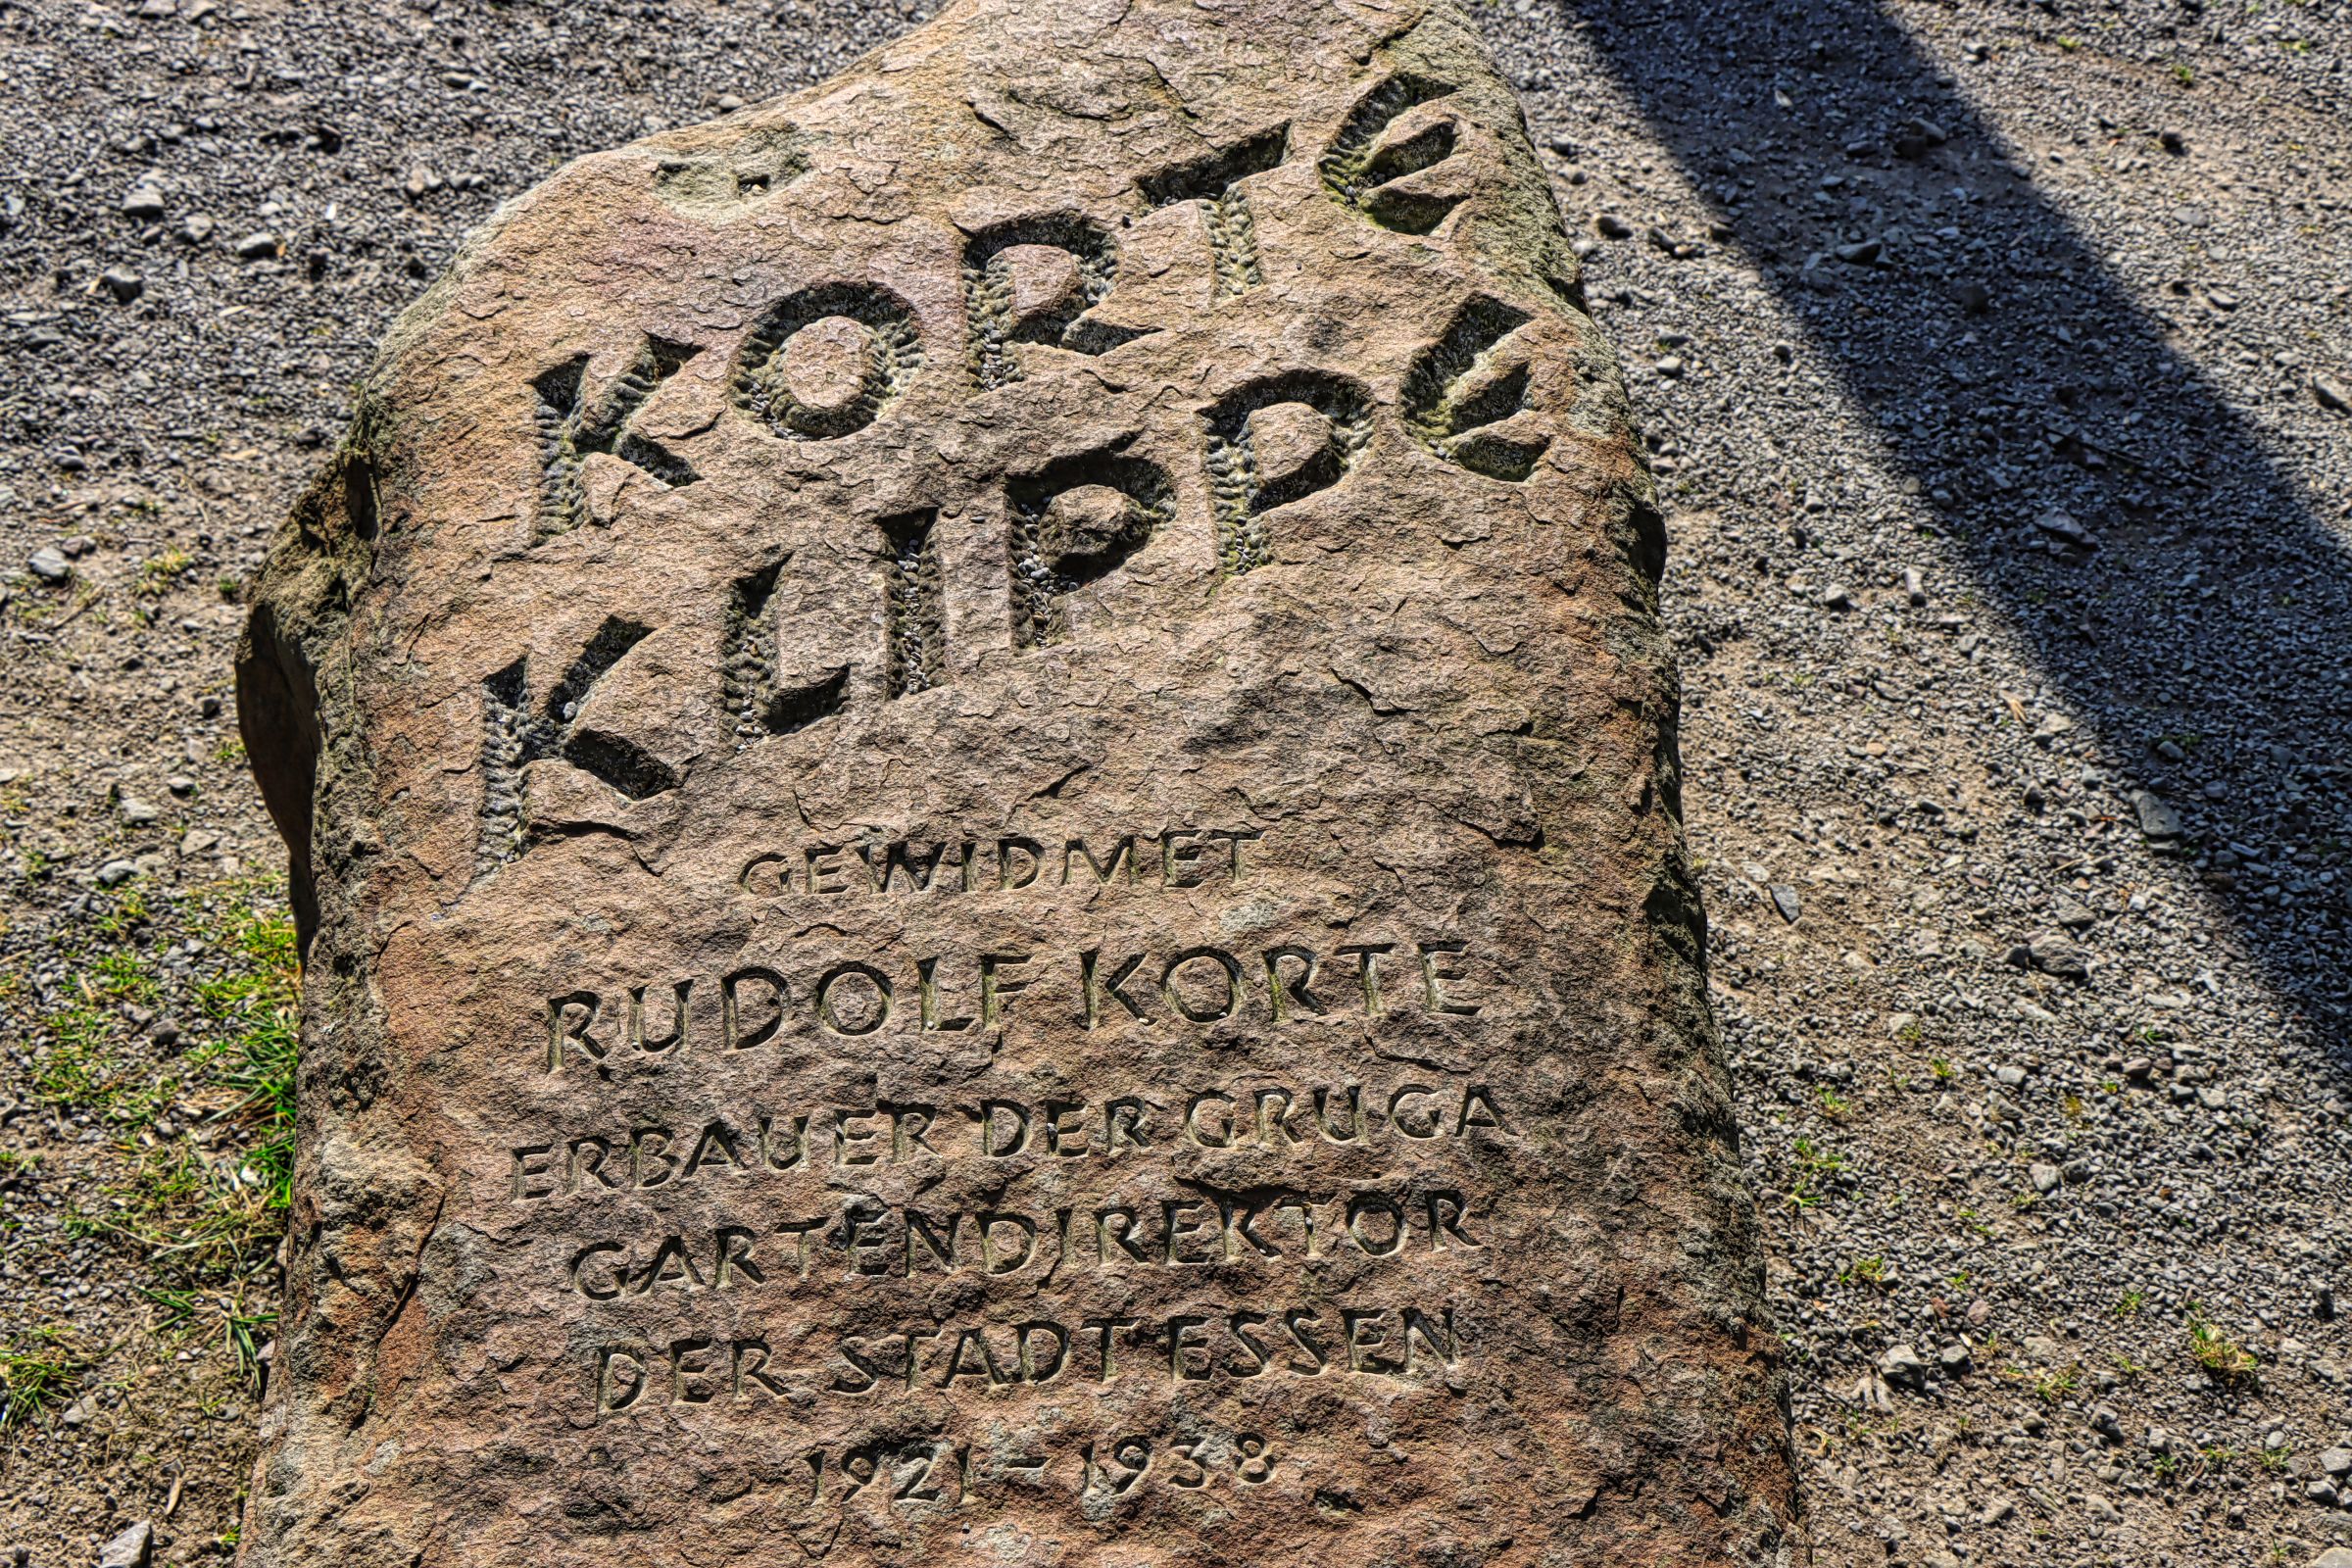 KORTE
KLIPPE
GEWIDMET
RUDOLF KORTE
ERBAUER DER GRUGA
GARTENDIREKTOR
DER STADT ESSEN
1921 – 1938